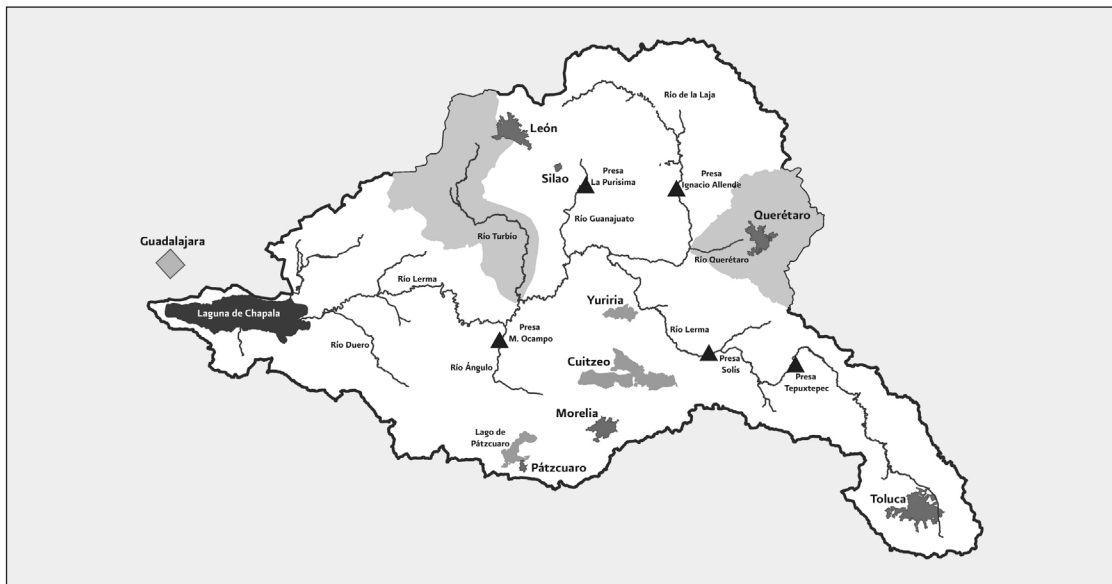 Río de la Laja
León
Silao
Presa
La Purisima
Presa
Ignacio Allende
Río Guanajuato
Querétaro
Río Turbio
Río Querétaro
Guadalajara
Río Lerma
Yuriria
Laguna de Chapala
Río Lerma
Presa
M. Ocampo
Río Duero
Cuitzeo
Presa
Solís
Río Ángulo
Presa
Tepuxtepec
Morelia
Lago de
Pátzcuaro
Pátzcuaro
Toluca